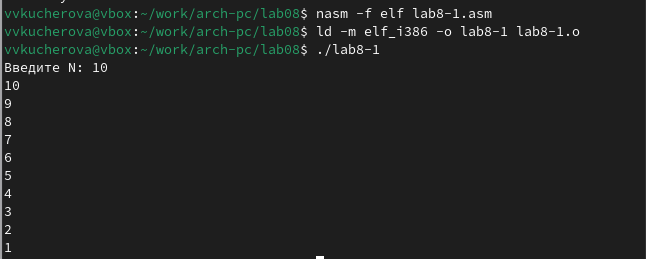 vvkucherova@vbox:~/work/arch-pc/lab08$ nasm -f elf lab8-1.asm
vvkucherova@vbox:~/work/arch-pc/lab08$ ld -m elf_i386 -o lab8-1 lab8-1.o
vvkucherova@vbox:~/work/arch-pc/lab08$ ./lab8-1
Введите N: 10
10
9
8
7
6
5
4
3
2
1